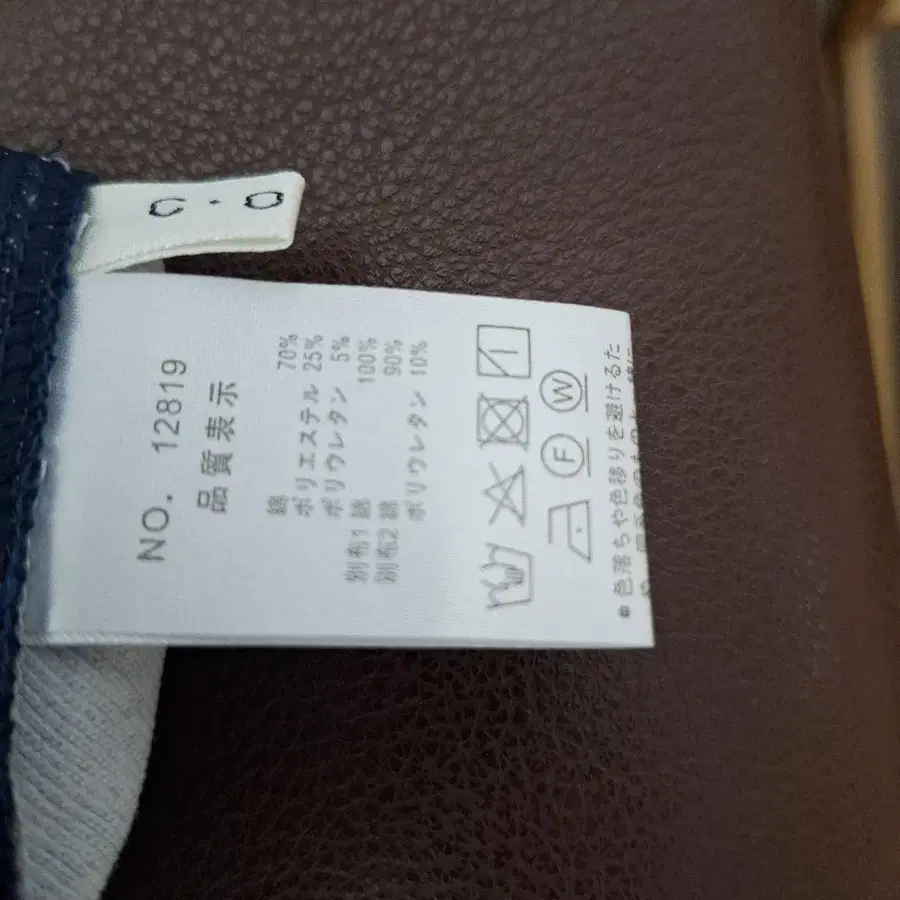 NO. 12819
品質表示
綿 70%
ポリエステル 25%
ポリウレタン 5%
別布1 綿 100%
別布2 綿 90%
ポリウレタン 10%
F W
●色落ちや色移りを避けるた